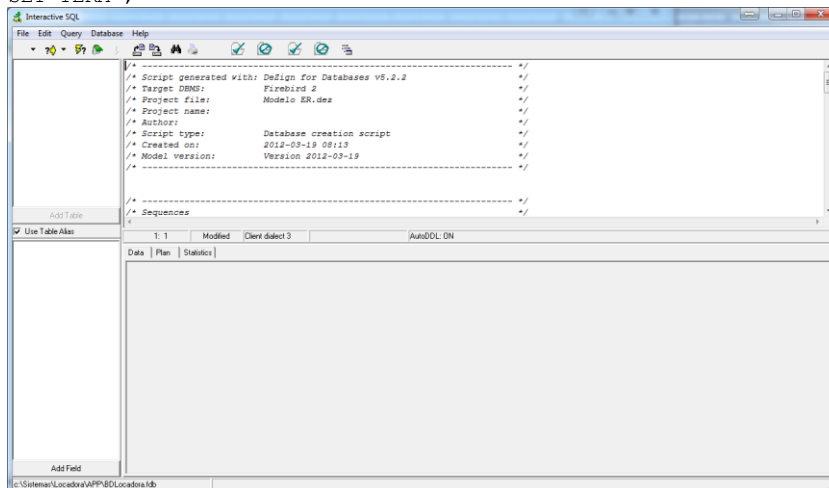 SET TERM ;
Interactive SQL
File Edit Query Database Help
/* ---------------------------------------------------------------------- */
/* Script generated with: DeZign for Databases v6.2.2 */
/* Target DBMS: Firebird 2 */
/* Project file: Modelo ER.dez */
/* Project name: */
/* Author: */
/* Script type: Database creation script */
/* Created on: 2012-03-19 08:13 */
/* Model version: Version 2012-03-19 */
/* ---------------------------------------------------------------------- */
/* ---------------------------------------------------------------------- */
/* Sequences */
Add Table
Use Table Alias
1: 1 Modified Client dialect 3 AutoDDL: ON
Data Plan Statistics
Add Field
c:\Sistemas\Locadora\APP\BDLocadora.fdb